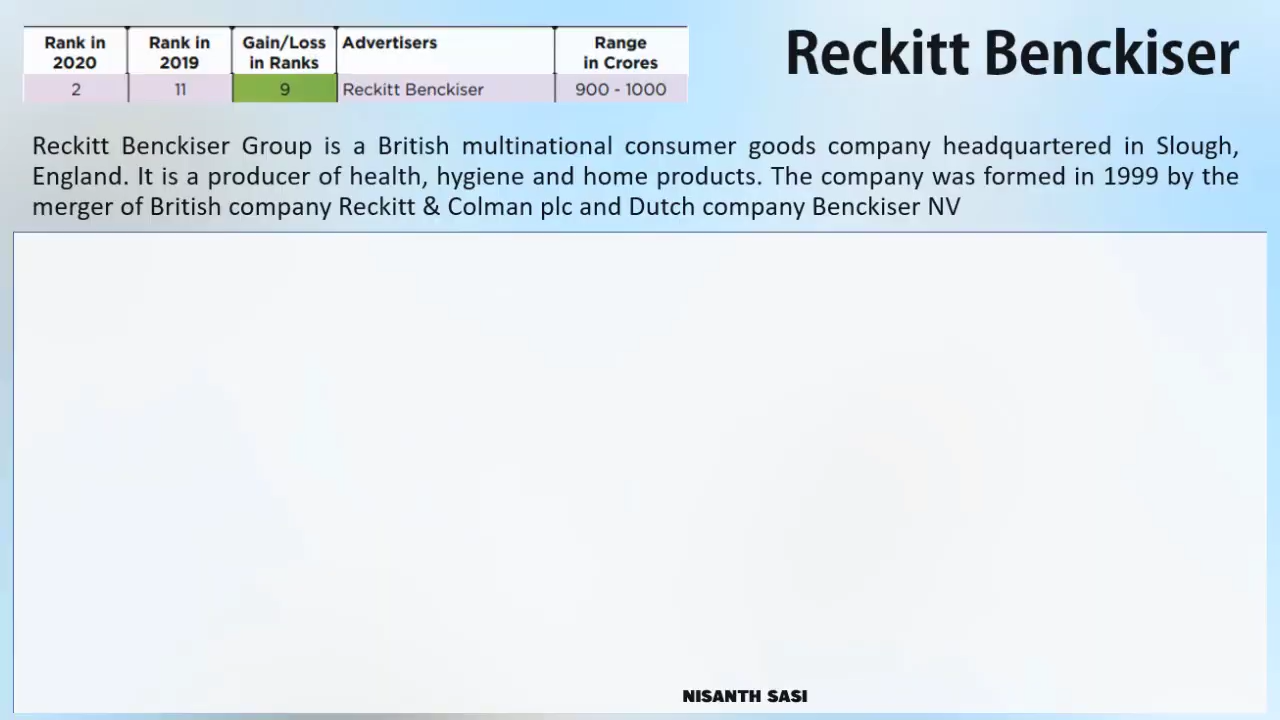 Reckitt Benckiser
Rank in 2020 Rank in 2019 Gain/Loss in Ranks Advertisers Range in Crores
2 11 9 Reckitt Benckiser 900 - 1000
Reckitt Benckiser Group is a British multinational consumer goods company headquartered in Slough,
England. It is a producer of health, hygiene and home products. The company was formed in 1999 by the
merger of British company Reckitt & Colman plc and Dutch company Benckiser NV
NISANTH SASI